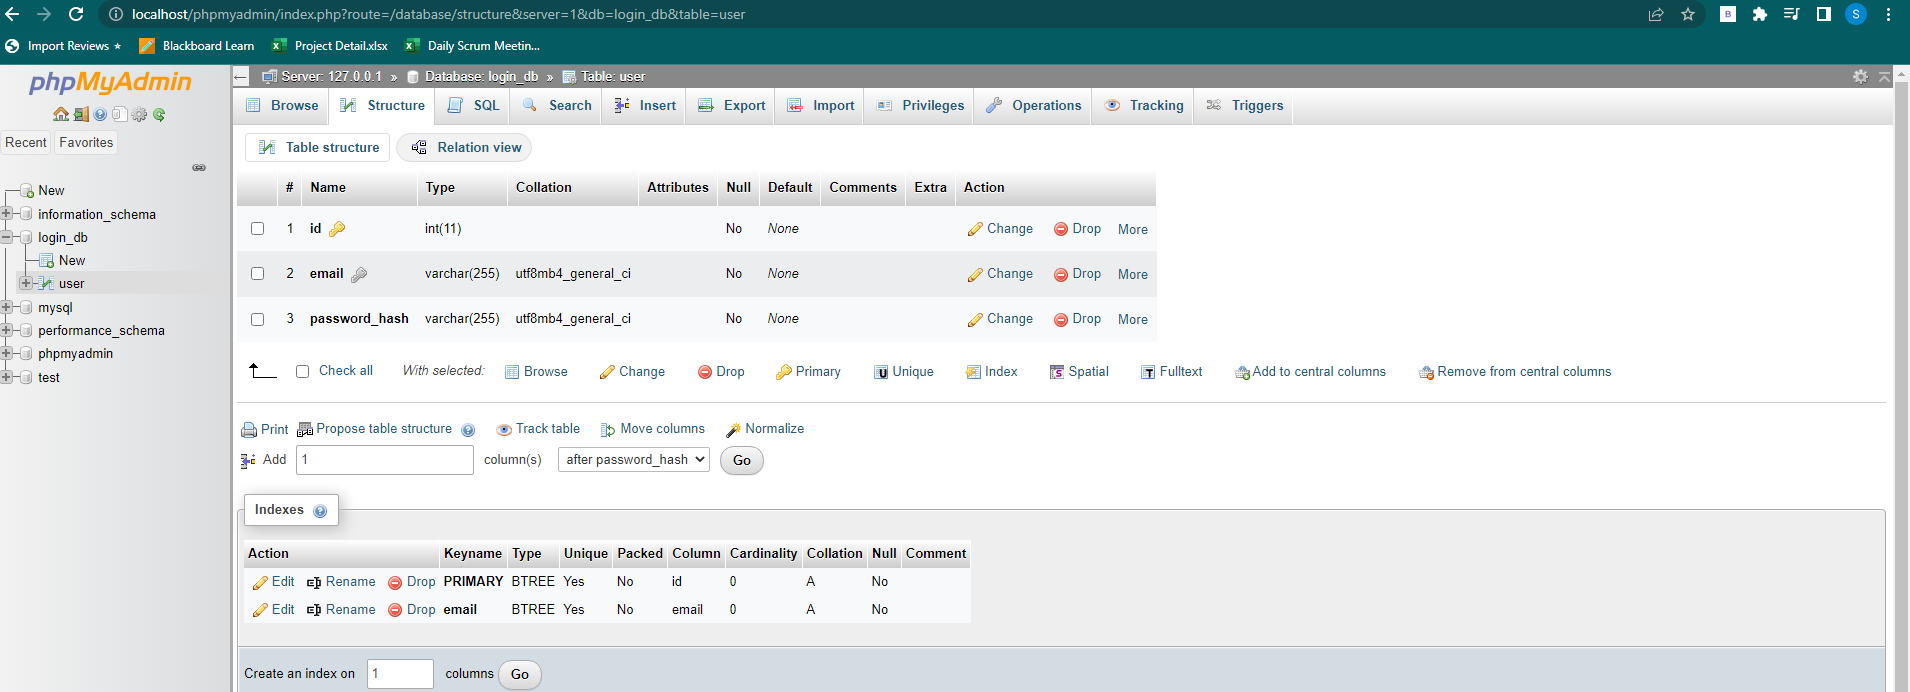 localhost/phpmyadmin/index.php?route=/database/structure&server=1&db=login_db&table=user
B
S
Import Reviews
Blackboard Learn
Project Detail.xlsx
Daily Scrum Meetin...
phpMyAdmin
Recent
Favorites
New
information_schema
login_db
New
user
mysql
performance_schema
phpmyadmin
test
Server: 127.0.0.1 » Database: login_db » Table: user
Browse Structure SQL Search Insert Export Import Privileges Operations Tracking Triggers
Table structure Relation view
# Name Type Collation Attributes Null Default Comments Extra Action
1 id int(11) No None Change Drop More
2 email varchar(255) utf8mb4_general_ci No None Change Drop More
3 password_hash varchar(255) utf8mb4_general_ci No None Change Drop More
Check all With selected: Browse Change Drop Primary Unique Index Spatial Fulltext Add to central columns Remove from central columns
Print Propose table structure Track table Move columns Normalize
Add 1 column(s) after password_hash Go
Indexes
Action Keyname Type Unique Packed Column Cardinality Collation Null Comment
Edit Rename Drop PRIMARY BTREE Yes No id 0 A No
Edit Rename Drop email BTREE Yes No email 0 A No
Create an index on 1 columns Go